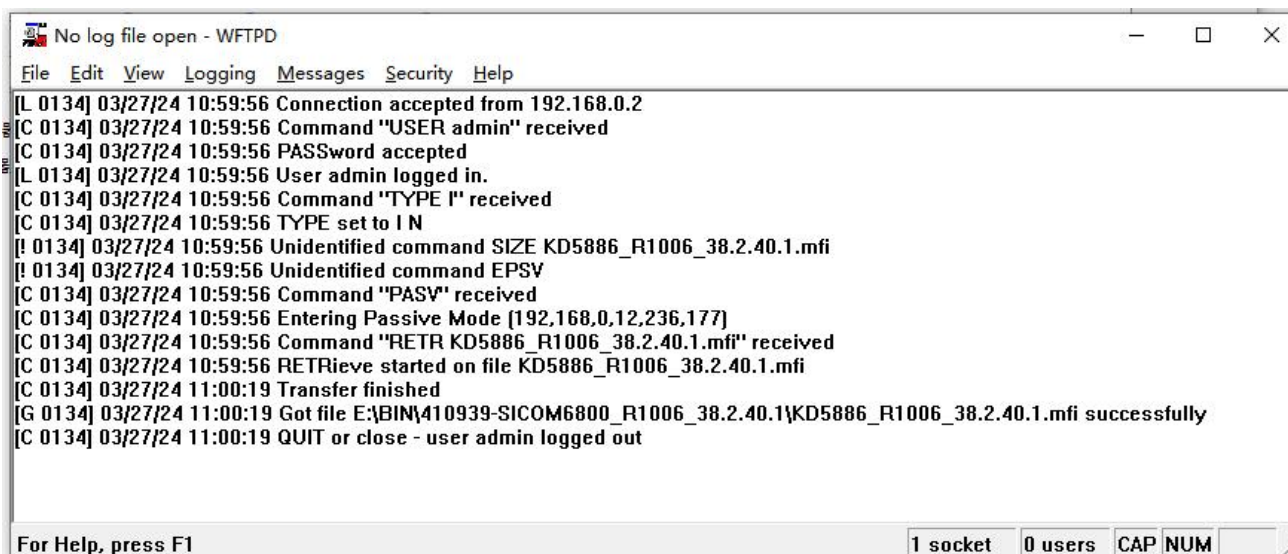 No log file open - WFTPD
File Edit View Logging Messages Security Help
[L 0134] 03/27/24 10:59:56 Connection accepted from 192.168.0.2
[C 0134] 03/27/24 10:59:56 Command "USER admin" received
[C 0134] 03/27/24 10:59:56 PASSword accepted
[L 0134] 03/27/24 10:59:56 User admin logged in.
[C 0134] 03/27/24 10:59:56 Command "TYPE I" received
[C 0134] 03/27/24 10:59:56 TYPE set to I N
[! 0134] 03/27/24 10:59:56 Unidentified command SIZE KD5886_R1006_38.2.40.1.mfi
[! 0134] 03/27/24 10:59:56 Unidentified command EPSV
[C 0134] 03/27/24 10:59:56 Command "PASV" received
[C 0134] 03/27/24 10:59:56 Entering Passive Mode (192,168,0,12,236,177)
[C 0134] 03/27/24 10:59:56 Command "RETR KD5886_R1006_38.2.40.1.mfi" received
[C 0134] 03/27/24 10:59:56 RETRieve started on file KD5886_R1006_38.2.40.1.mfi
[C 0134] 03/27/24 11:00:19 Transfer finished
[G 0134] 03/27/24 11:00:19 Got file E:\BIN\410939-SICOM6800_R1006_38.2.40.1\KD5886_R1006_38.2.40.1.mfi successfully
[C 0134] 03/27/24 11:00:19 QUIT or close - user admin logged out
For Help, press F1 1 socket 0 users CAP NUM